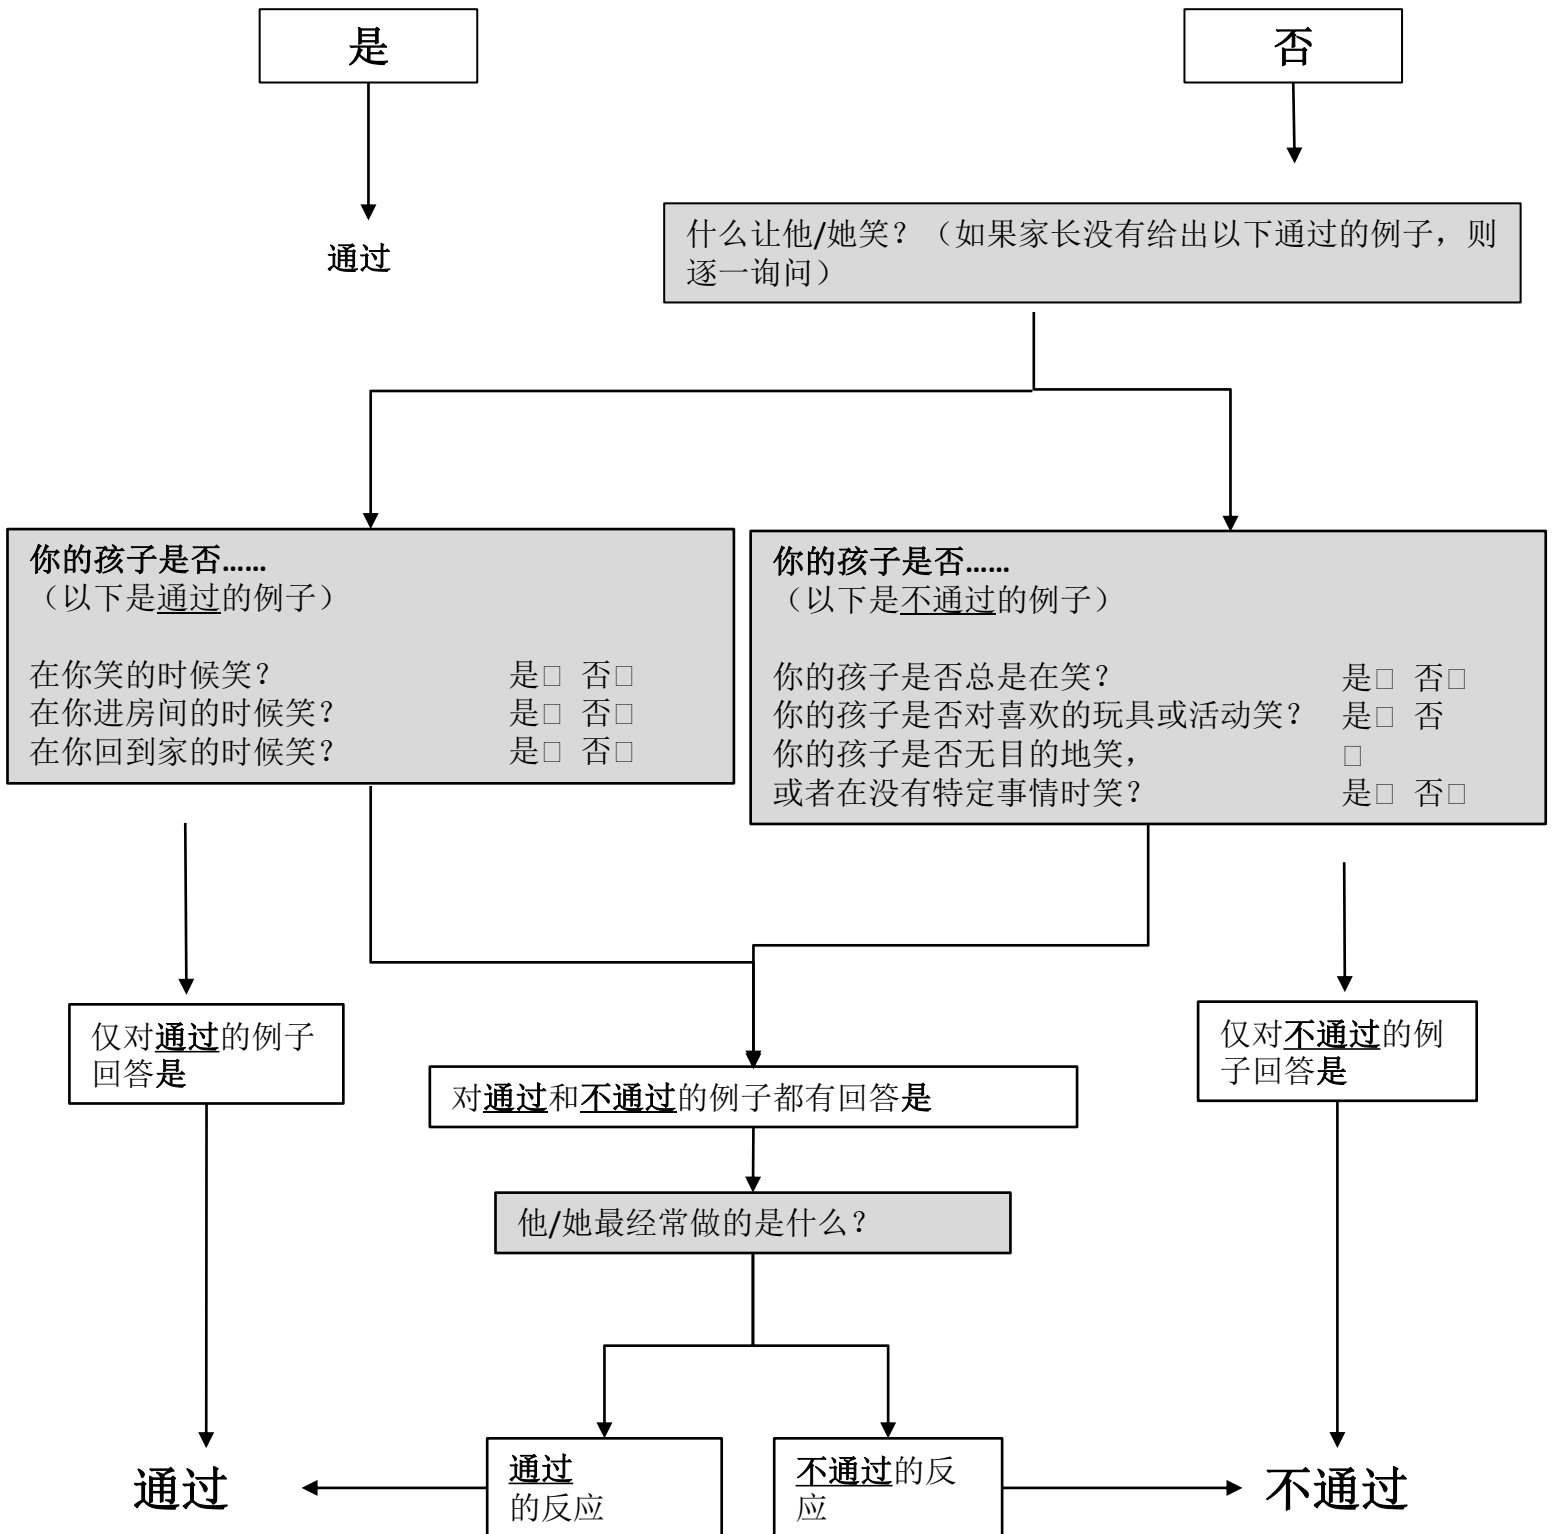 是
否
通过
什么让他/她笑？（如果家长没有给出以下通过的例子，则
逐一询问）
你的孩子是否……
（以下是通过的例子）
在你笑的时候笑？ 是□ 否□
在你进房间的时候笑？ 是□ 否□
在你回到家的时候笑？ 是□ 否□
你的孩子是否……
（以下是不通过的例子）
你的孩子是否总是在笑？ 是□ 否□
你的孩子是否对喜欢的玩具或活动笑？ 是□ 否
你的孩子是否无目的地笑， □
或者在没有特定事情时笑？ 是□ 否□
仅对通过的例子
回答是
对通过和不通过的例子都有回答是
仅对不通过的例
子回答是
他/她最经常做的是什么？
通过
通过
的反应
不通过的反
应
不通过